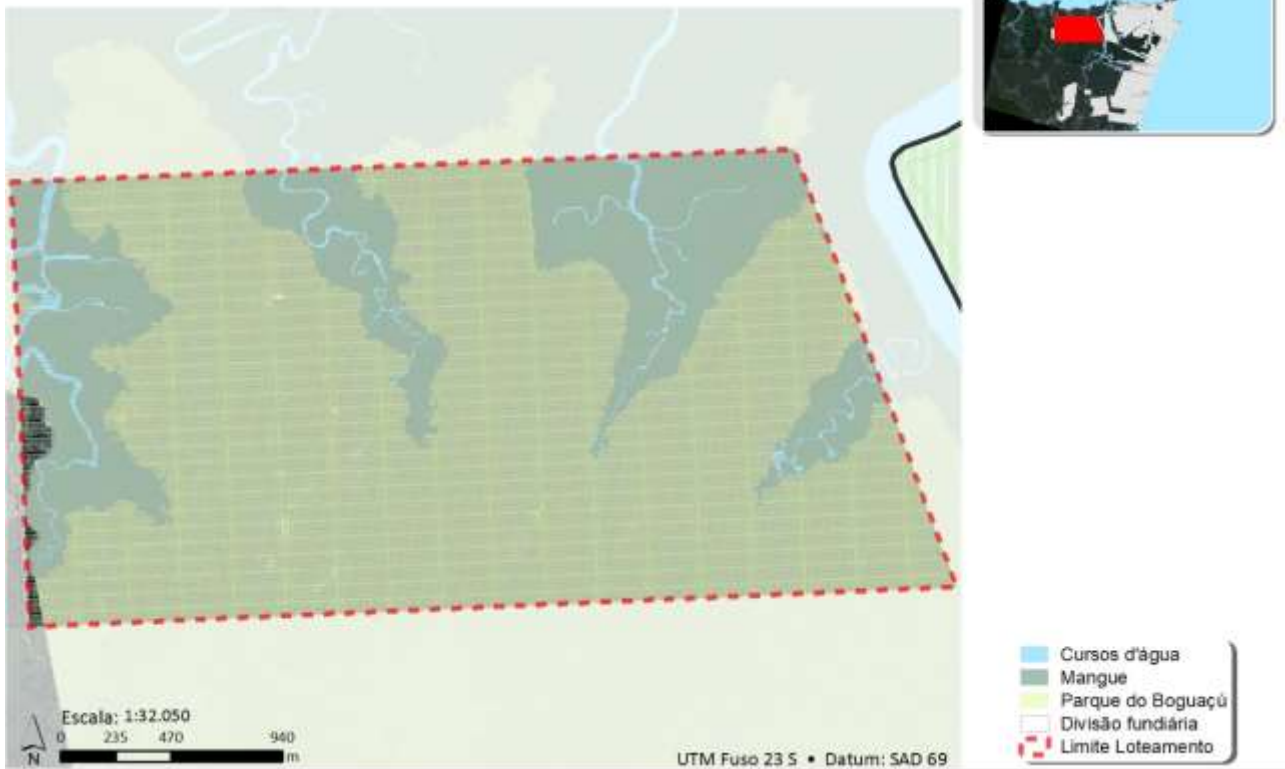 Escala: 1:32.050
0 235 470 940
m
N
UTM Fuso 23 S • Datum: SAD 69
Cursos d'água
Mangue
Parque do Boguaçú
Divisão fundiária
Limite Loteamento